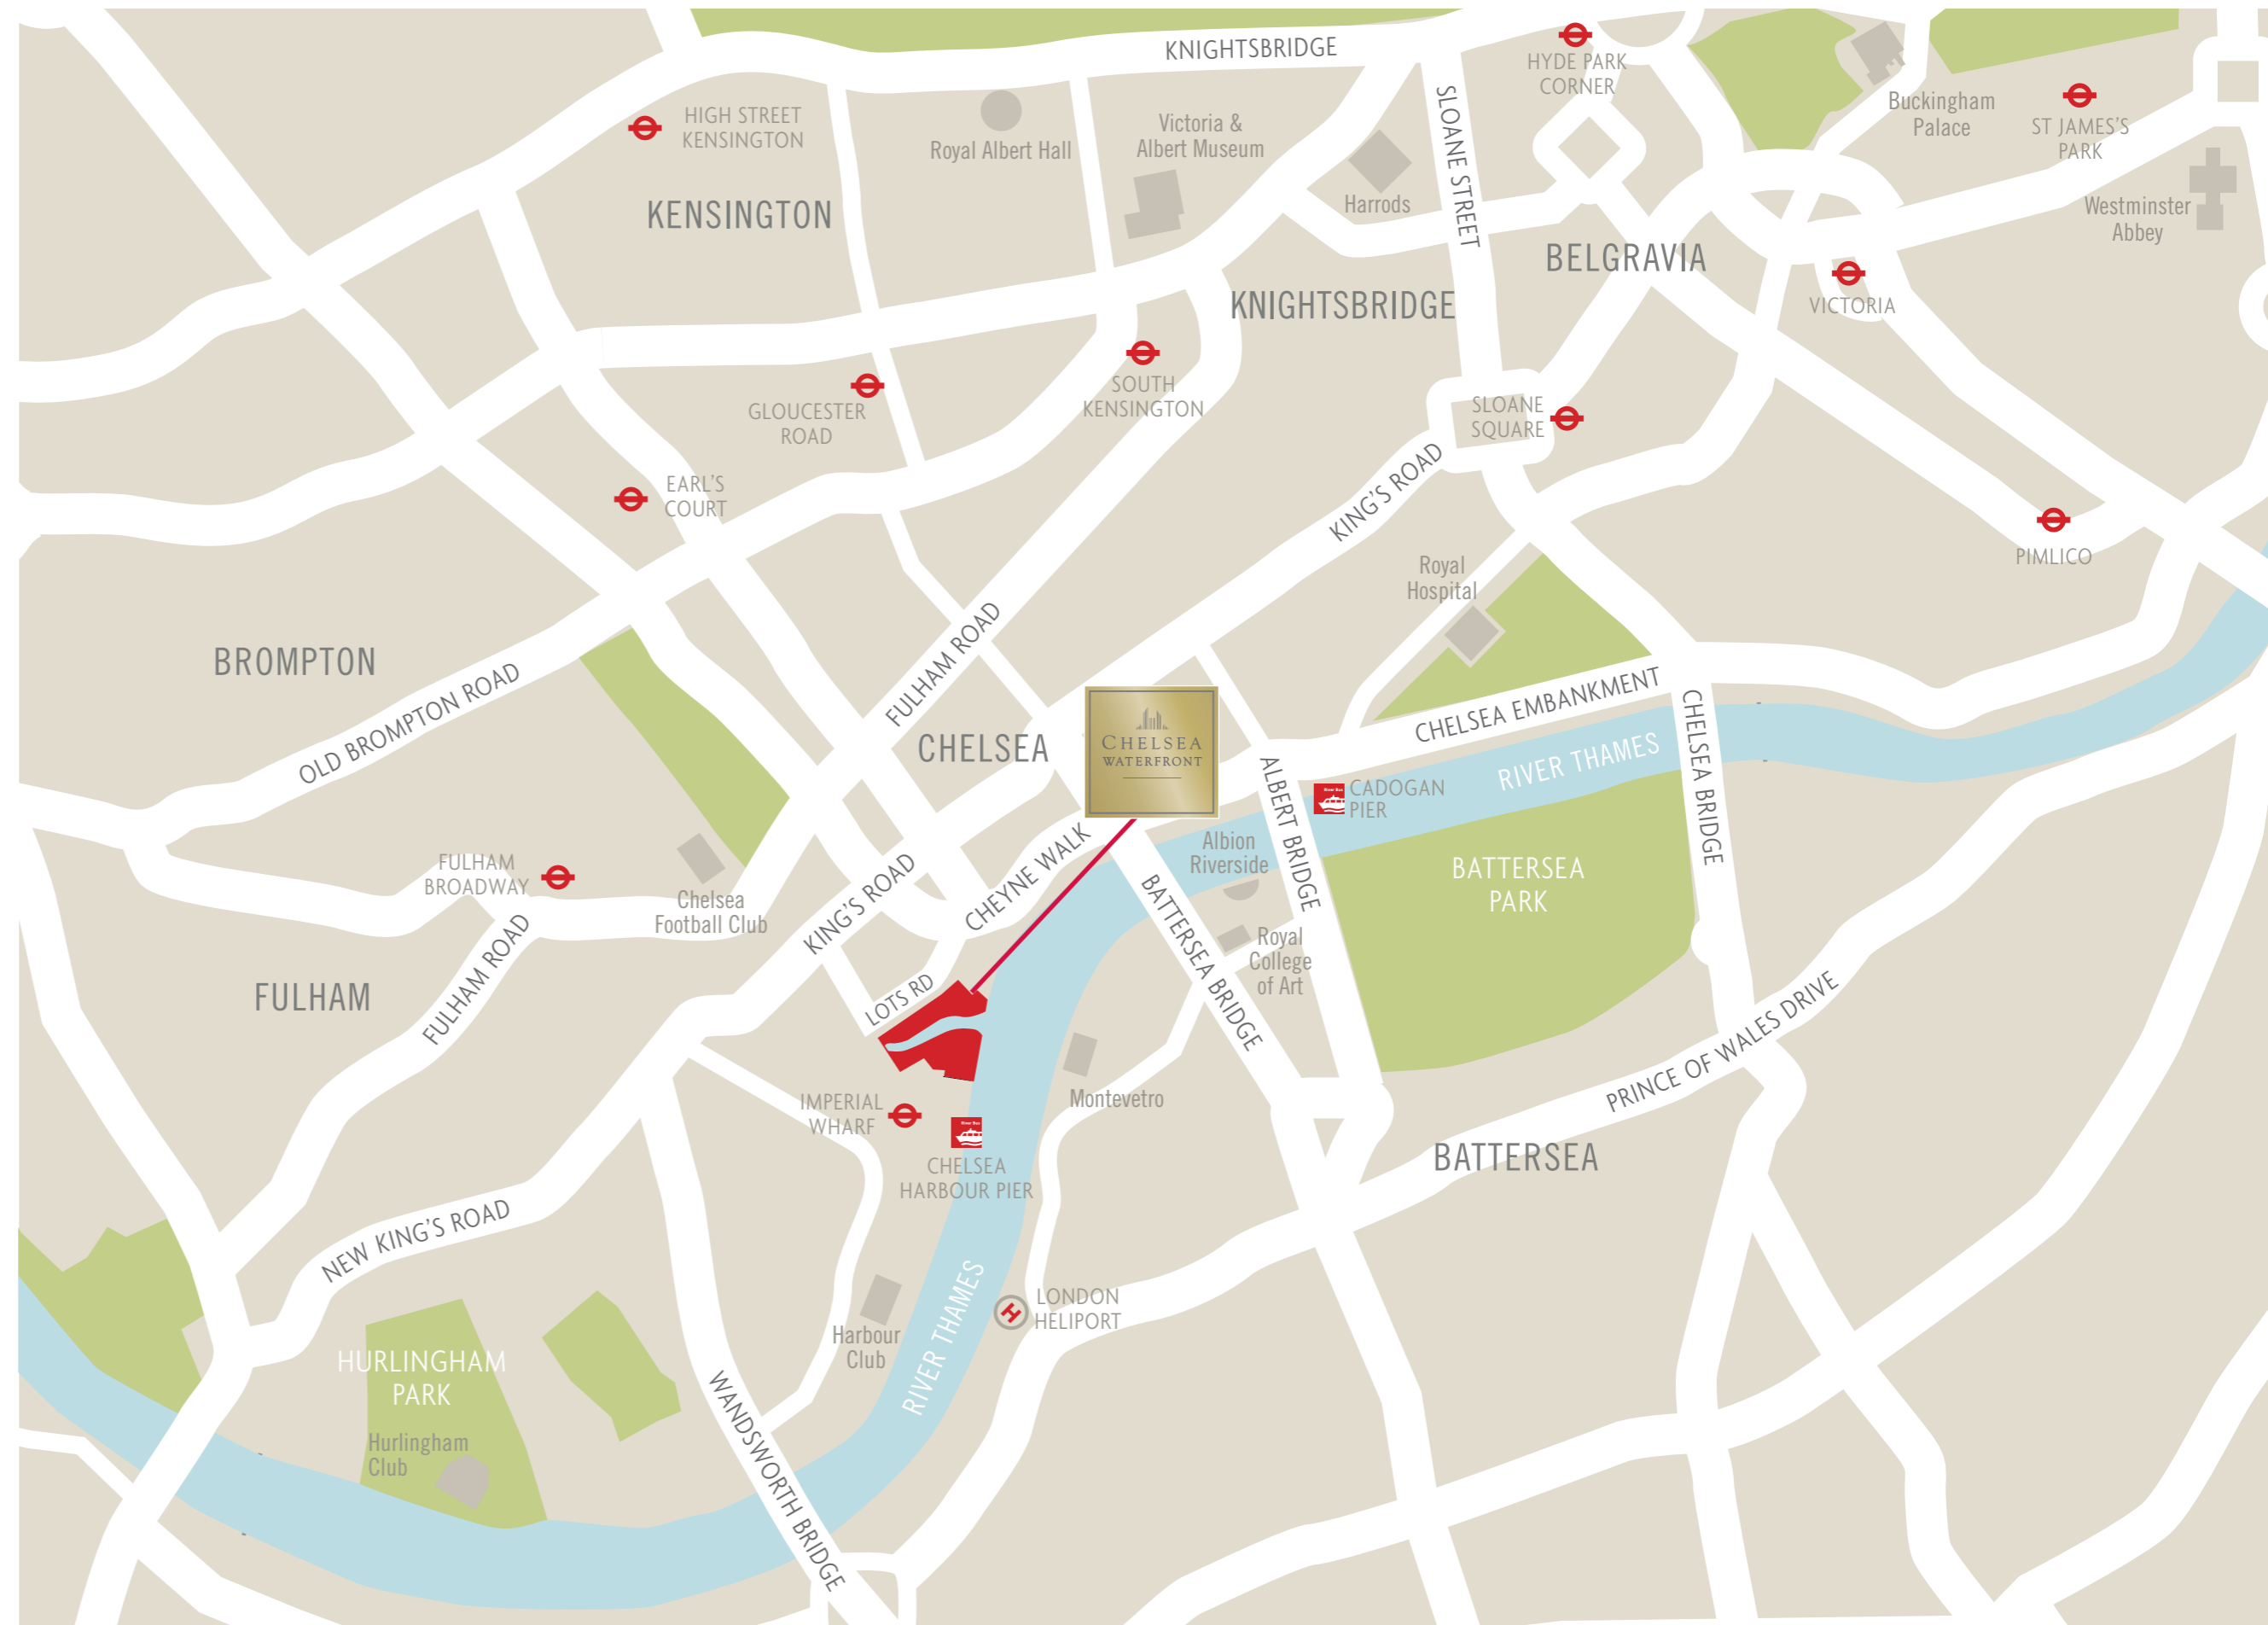 KNIGHTSBRIDGE
HYDE PARK
CORNER
SLOANE STREET
HIGH STREET
KENSINGTON
Royal Albert Hall
Victoria &
Albert Museum
Harrods
Buckingham
Palace
ST JAMES'S
PARK
Westminster
Abbey
KENSINGTON
BELGRAVIA
KNIGHTSBRIDGE
VICTORIA
GLOUCESTER
ROAD
SOUTH
KENSINGTON
SLOANE
SQUARE
EARL'S
COURT
KING'S ROAD
PIMLICO
Royal
Hospital
BROMPTON
OLD BROMPTON ROAD
FULHAM ROAD
CHELSEA
CHELSEA
WATERFRONT
CHELSEA EMBANKMENT
CHELSEA BRIDGE
RIVER THAMES
ALBERT BRIDGE
River Bus
CADOGAN
PIER
Albion
Riverside
BATTERSEA
PARK
FULHAM
BROADWAY
Chelsea
Football Club
KING'S ROAD
CHEYNE WALK
BATTERSEA BRIDGE
Royal
College
of Art
FULHAM
FULHAM ROAD
LOTS RD
PRINCE OF WALES DRIVE
IMPERIAL
WHARF
River Bus
CHELSEA
HARBOUR PIER
Montevetro
BATTERSEA
NEW KING'S ROAD
RIVER THAMES
H
LONDON
HELIPORT
Harbour
Club
HURLINGHAM
PARK
Hurlingham
Club
WANDSWORTH BRIDGE